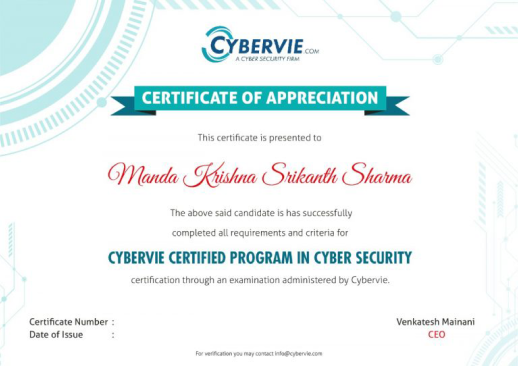 CYBERVIE.COM
A CYBER SECURITY FIRM
CERTIFICATE OF APPRECIATION
This certificate is presented to
Manda Krishna Srikanth Sharma
The above said candidate is has successfully
completed all requirements and criteria for
CYBERVIE CERTIFIED PROGRAM IN CYBER SECURITY
certification through an examination administered by Cybervie.
Certificate Number :
Date of Issue :
Venkatesh Mainani
CEO
For verification you may contact info@cybervie.com